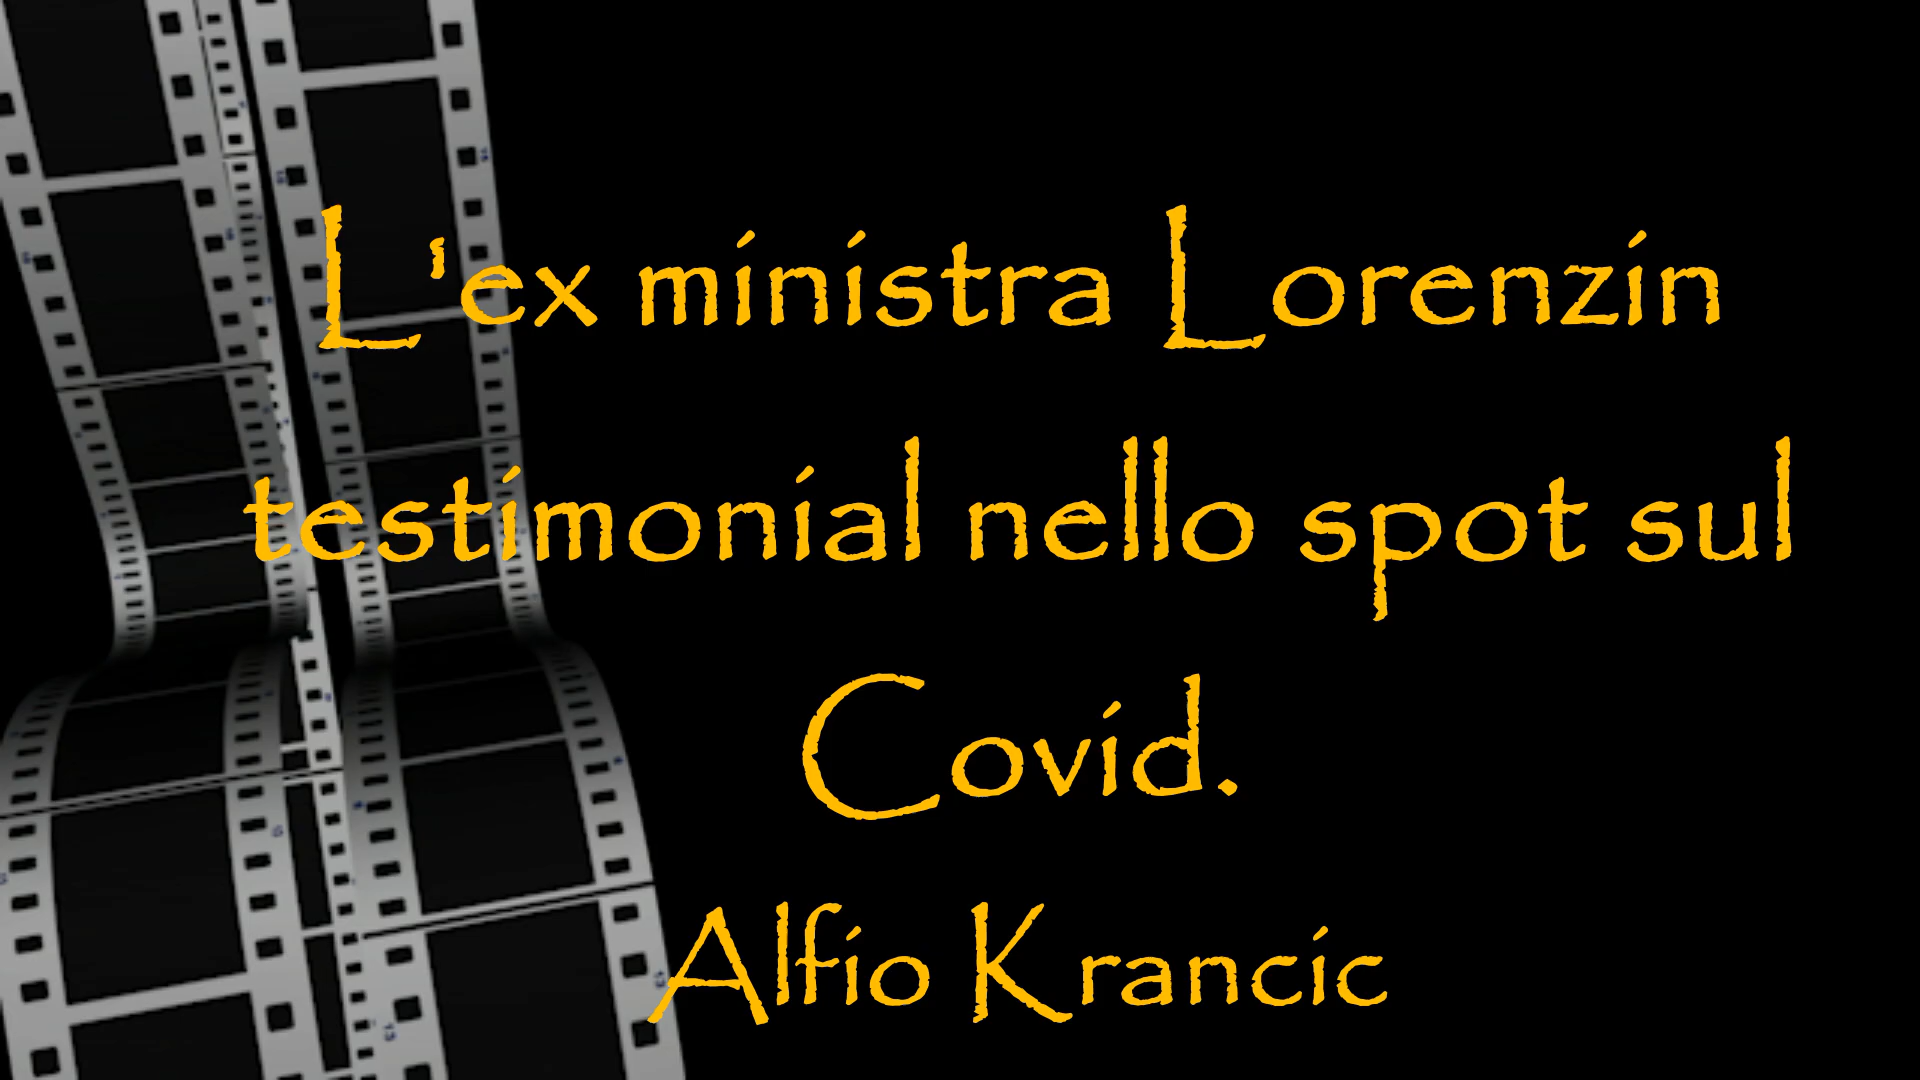 L'ex ministra Lorenzin
testimonial nello spot sul
Covid.
Alfio Krancic